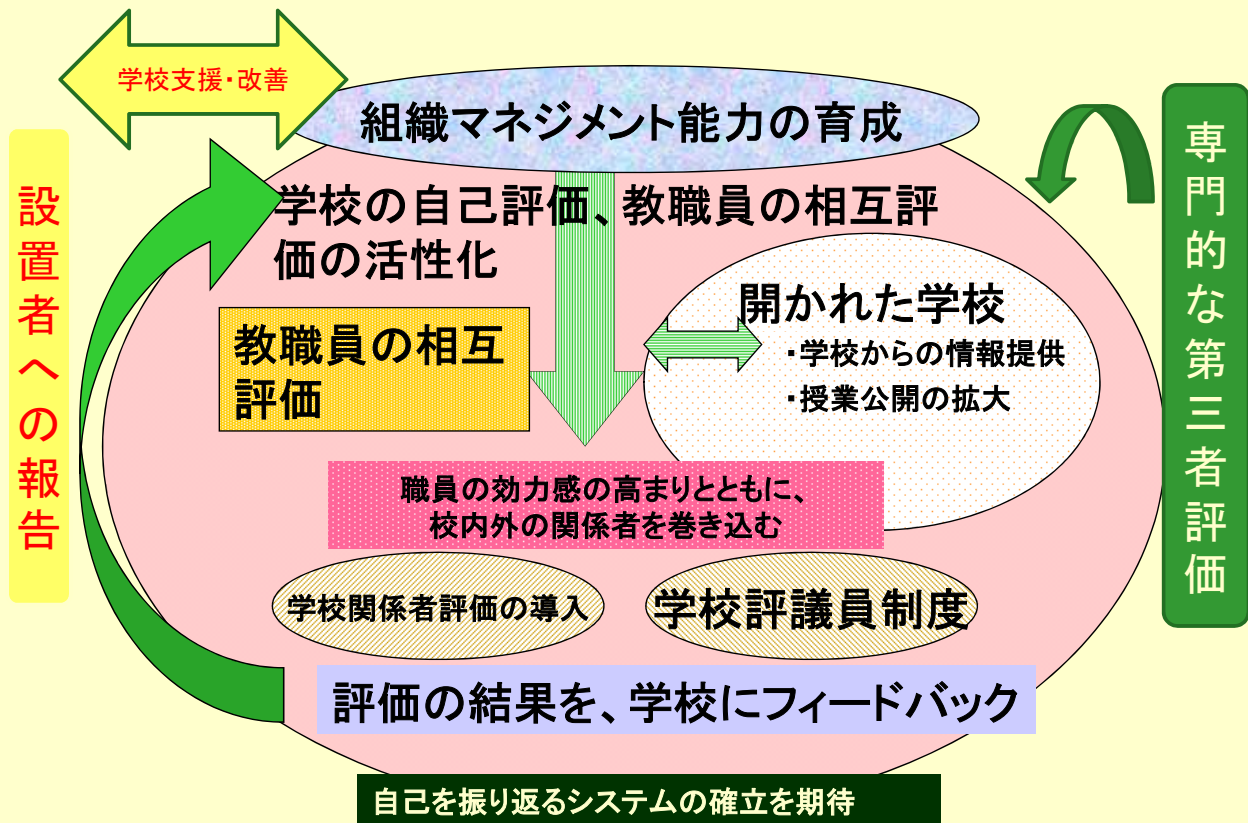 学校支援・改善
組織マネジメント能力の育成
設置者への報告
専門的な第三者評価
学校の自己評価、教職員の相互評
価の活性化
開かれた学校
・学校からの情報提供
・授業公開の拡大
教職員の相互
評価
職員の効力感の高まりとともに、
校内外の関係者を巻き込む
学校関係者評価の導入
学校評議員制度
評価の結果を、学校にフィードバック
自己を振り返るシステムの確立を期待